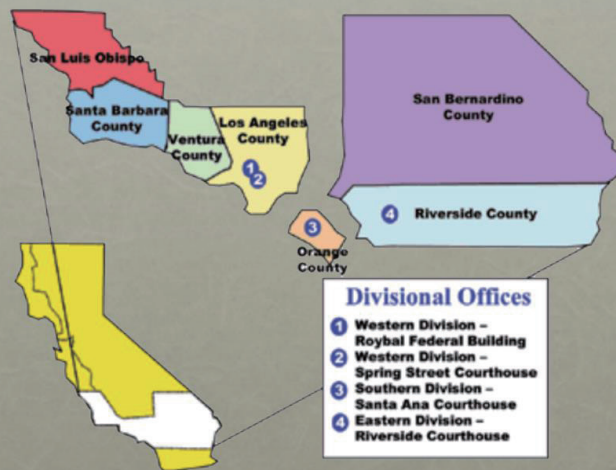 San Luis Obispo
Santa Barbara
County
Ventura
County
Los Angeles
County
1
2
San Bernardino
County
4 Riverside County
3
Orange
County
Divisional Offices
1 Western Division –
Roybal Federal Building
2 Western Division –
Spring Street Courthouse
3 Southern Division –
Santa Ana Courthouse
4 Eastern Division –
Riverside Courthouse